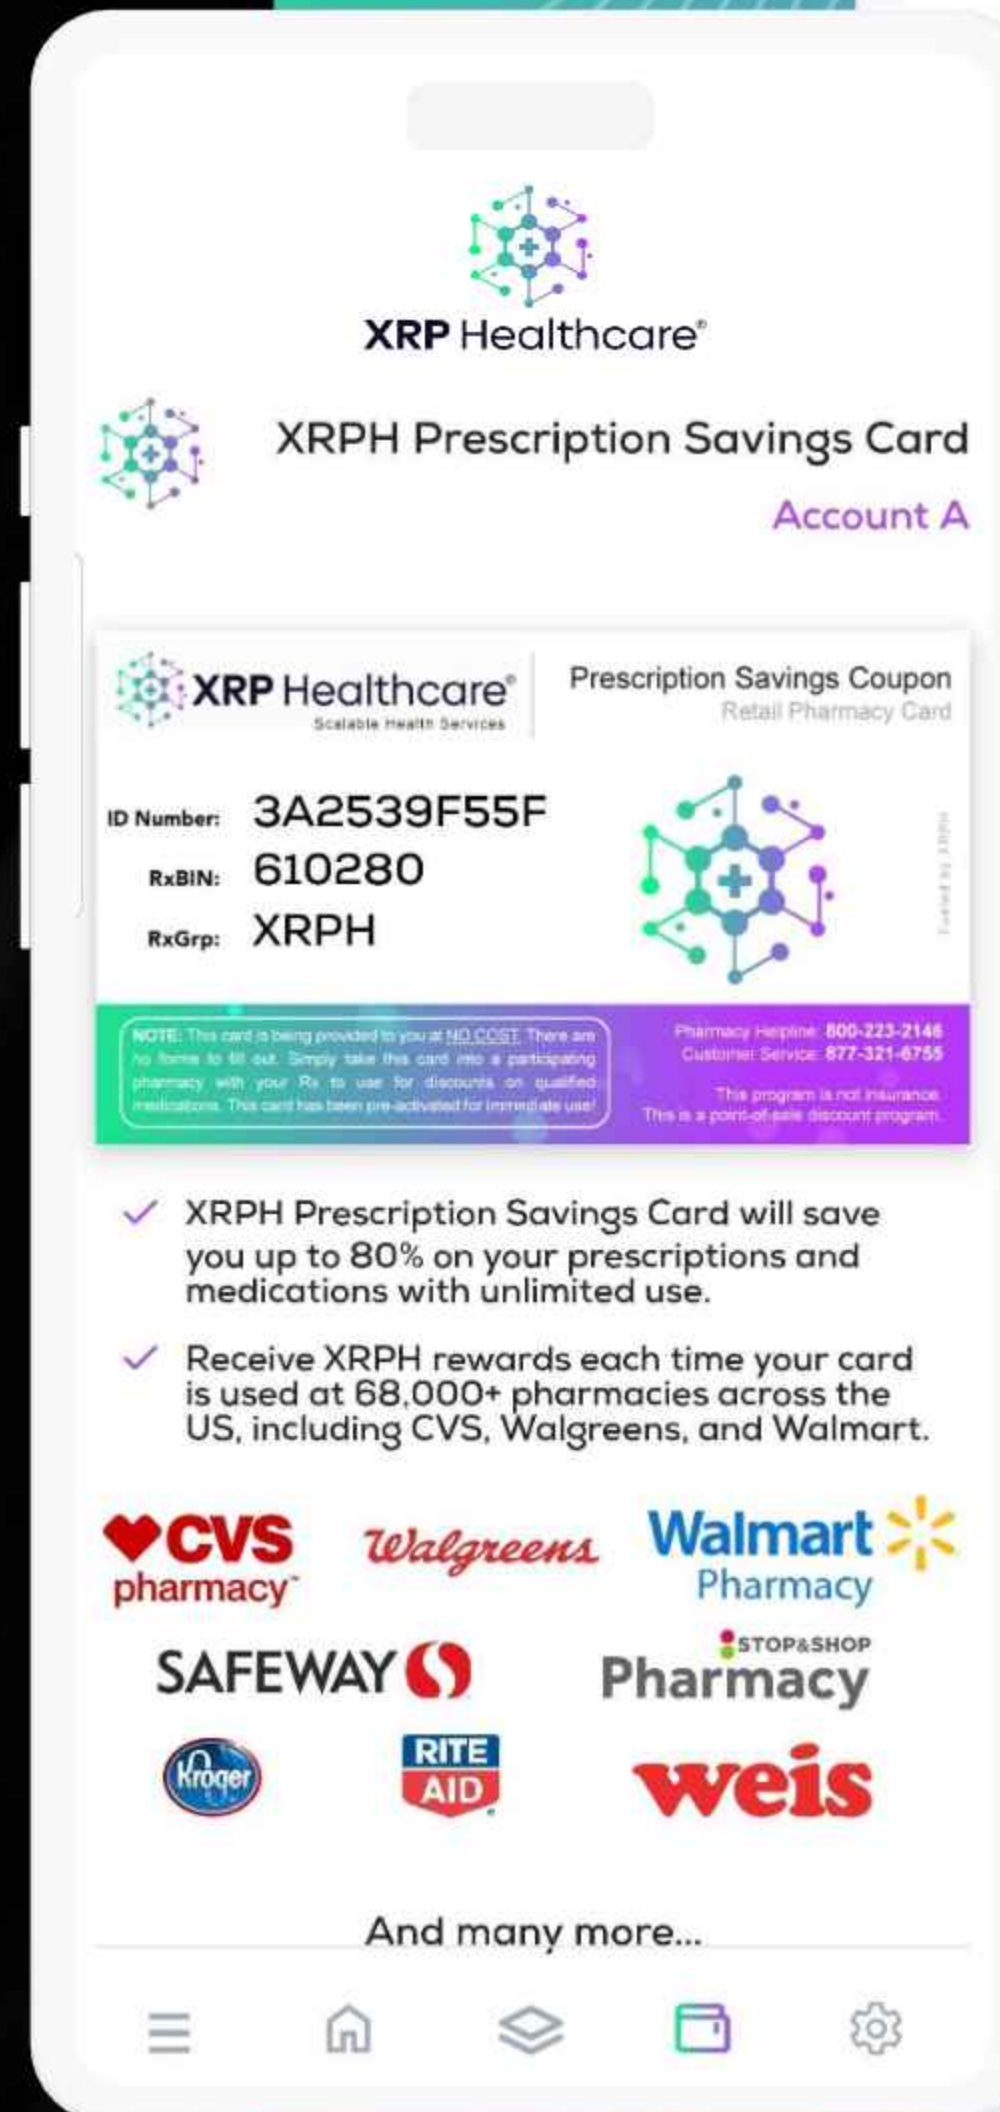 XRP Healthcare®
XRPH Prescription Savings Card
Account A
XRP Healthcare®
Scalable Health Services
Prescription Savings Coupon
Retail Pharmacy Card
ID Number: 3A2539F55F
RxBIN: 610280
RxGrp: XRPH
Fueled by XRPH
NOTE: This card is being provided to you at NO COST. There are
no forms to fill out. Simply take this card into a participating
pharmacy with your Rx to use for discounts on qualified
medications. This card has been pre-activated for immediate use!
Pharmacy Helpline: 800-223-2146
Customer Service: 877-321-6755
This program is not insurance.
This is a point-of-sale discount program.
XRPH Prescription Savings Card will save
you up to 80% on your prescriptions and
medications with unlimited use.
Receive XRPH rewards each time your card
is used at 68,000+ pharmacies across the
US, including CVS, Walgreens, and Walmart.
CVS
pharmacy™
Walgreens
Walmart
Pharmacy
SAFEWAY
STOP&SHOP
Pharmacy
Kroger
RITE
AID
weis
And many more...